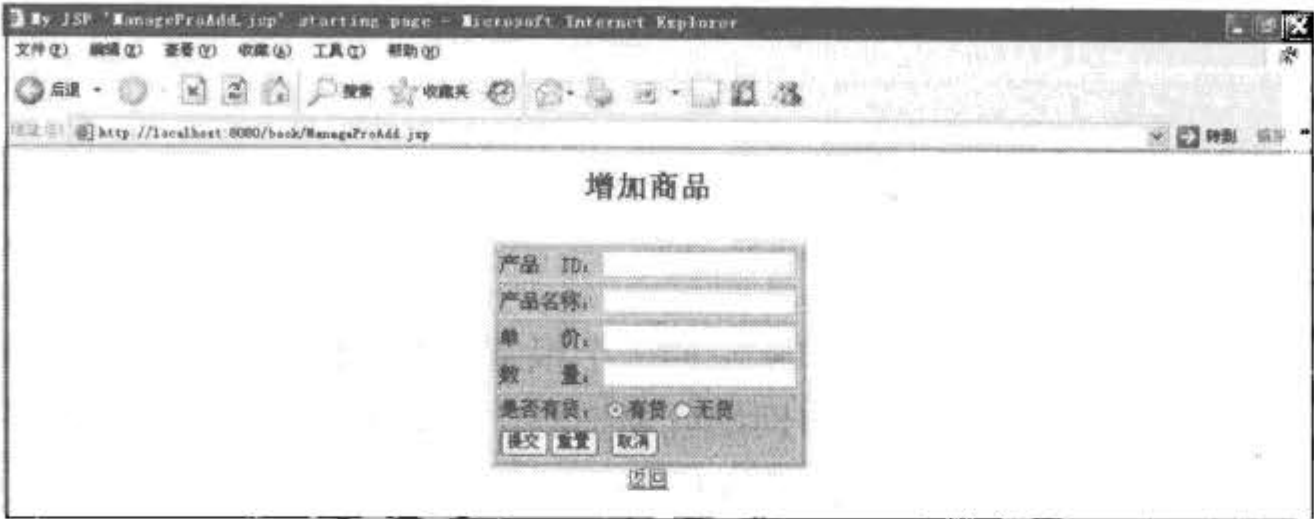 My JSP 'ManageProAdd.jsp' starting page - Microsoft Internet Explorer
文件(F) 编辑(E) 查看(V) 收藏(A) 工具(T) 帮助(H)
后退 搜索 收藏夹
http://localhost:8080/book/ManageProAdd.jsp 转到
增加商品
产品 ID:
产品名称:
单 价:
数 量:
是否有货: 有货 无货
提交 重置 取消
返回